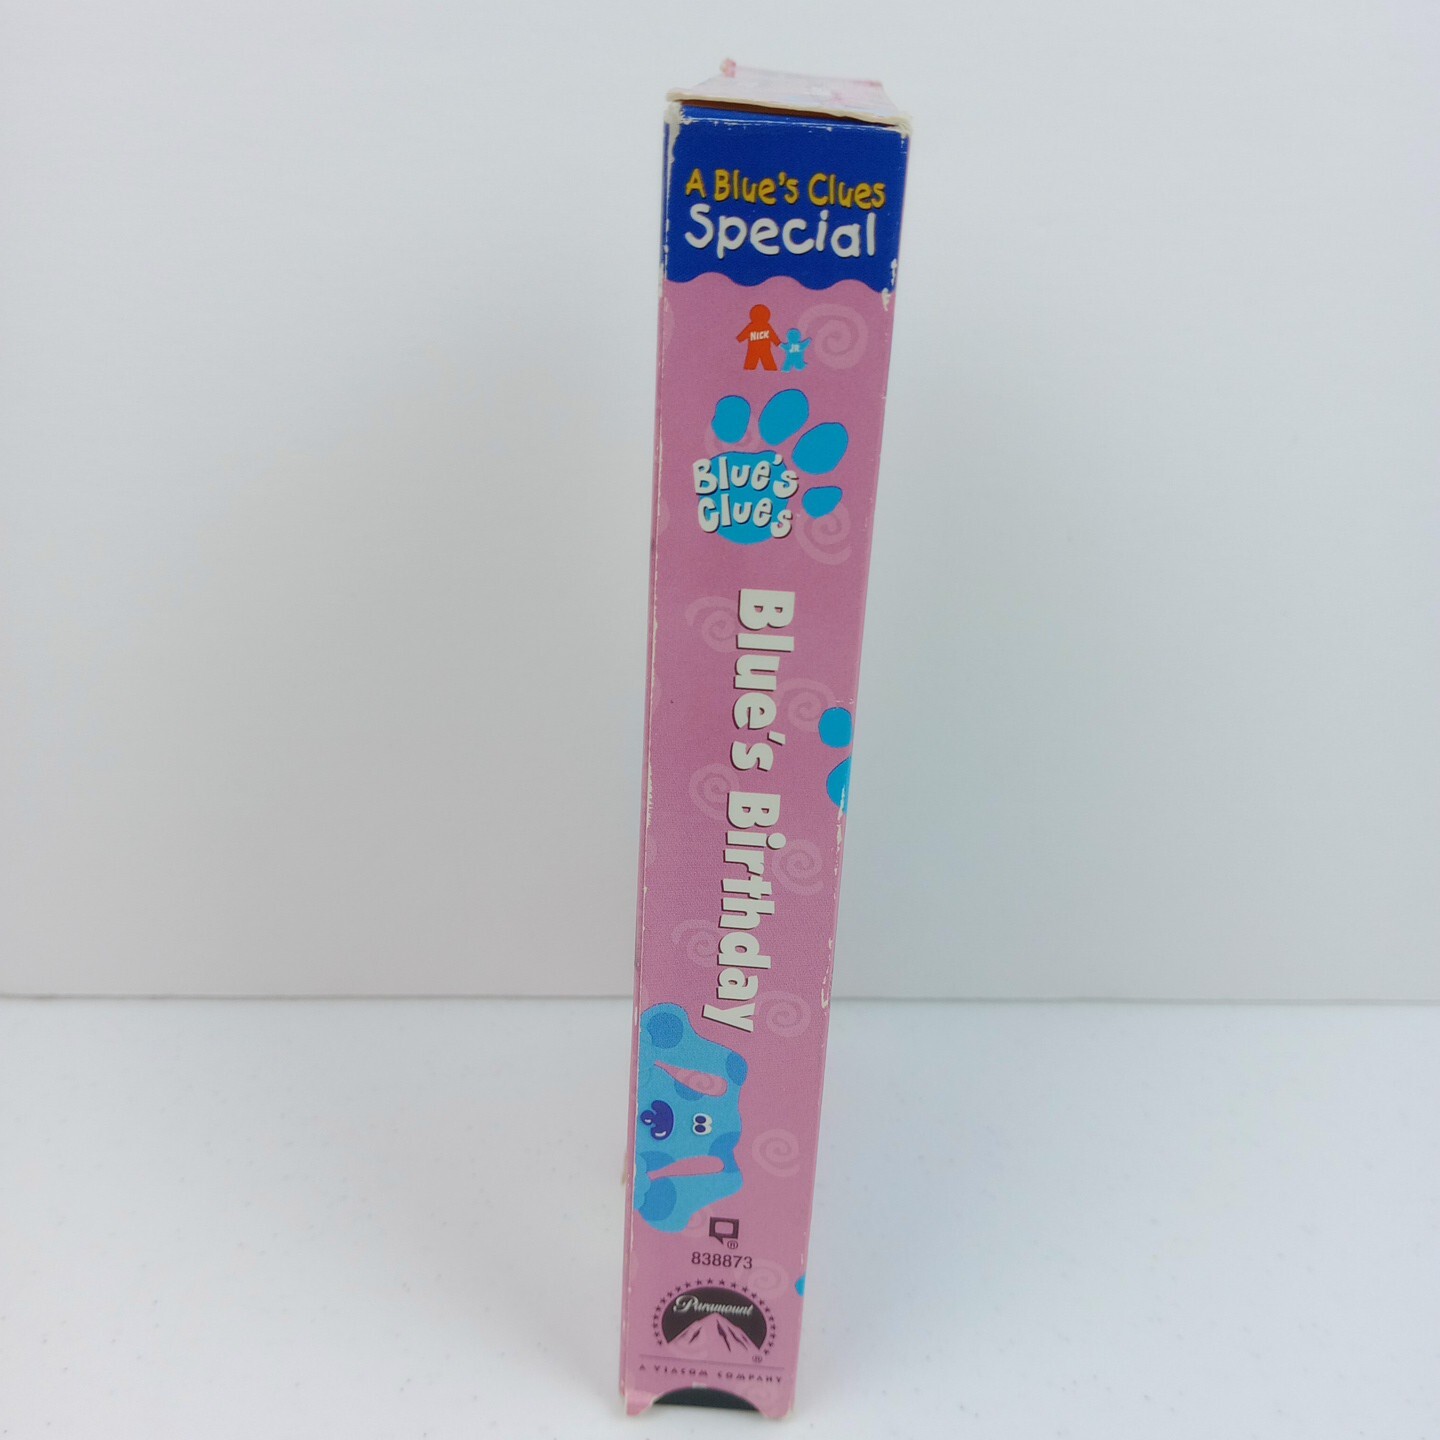 A Blue's Clues
Special
NICK
JR.
Blue's
Clues
Blue's Birthday
®
838873
Paramount
®
A VIACOM COMPANY